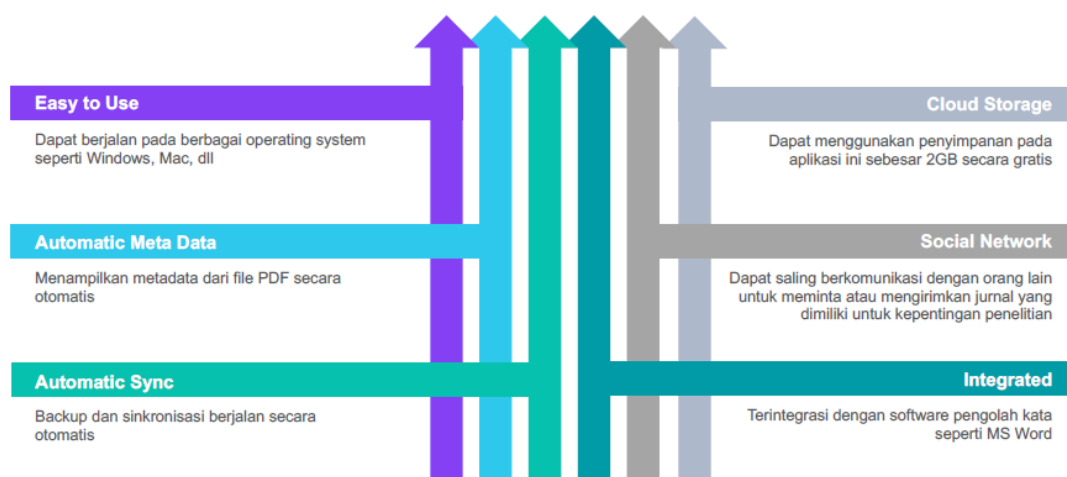 Easy to Use
Dapat berjalan pada berbagai operating system
seperti Windows, Mac, dll
Automatic Meta Data
Menampilkan metadata dari file PDF secara
otomatis
Automatic Sync
Backup dan sinkronisasi berjalan secara
otomatis
Cloud Storage
Dapat menggunakan penyimpanan pada
aplikasi ini sebesar 2GB secara gratis
Social Network
Dapat saling berkomunikasi dengan orang lain
untuk meminta atau mengirimkan jurnal yang
dimiliki untuk kepentingan penelitian
Integrated
Terintegrasi dengan software pengolah kata
seperti MS Word